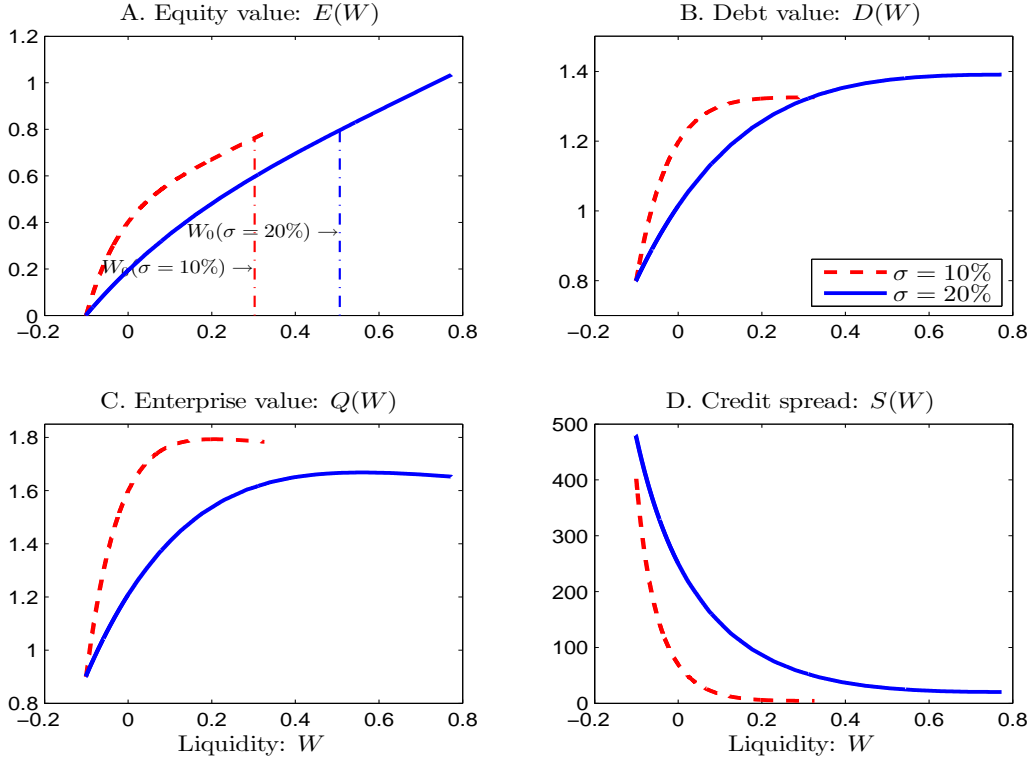 A. Equity value: E(W)
1.2
1
0.8
0.6
0.4
0.2
0
−0.2 0 0.2 0.4 0.6 0.8
W₀(σ = 20%) →
W₀(σ = 10%) →
B. Debt value: D(W)
1.4
1.2
1
0.8
−0.2 0 0.2 0.4 0.6 0.8
σ = 10%
σ = 20%
C. Enterprise value: Q(W)
1.8
1.6
1.4
1.2
1
0.8
−0.2 0 0.2 0.4 0.6 0.8
Liquidity: W
D. Credit spread: S(W)
500
400
300
200
100
0
−0.2 0 0.2 0.4 0.6 0.8
Liquidity: W